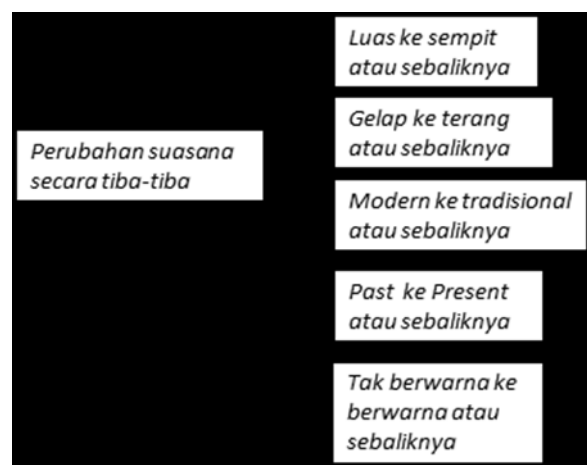 Perubahan suasana
secara tiba-tiba
Luas ke sempit
atau sebaliknya
Gelap ke terang
atau sebaliknya
Modern ke tradisional
atau sebaliknya
Past ke Present
atau sebaliknya
Tak berwarna ke
berwarna atau
sebaliknya